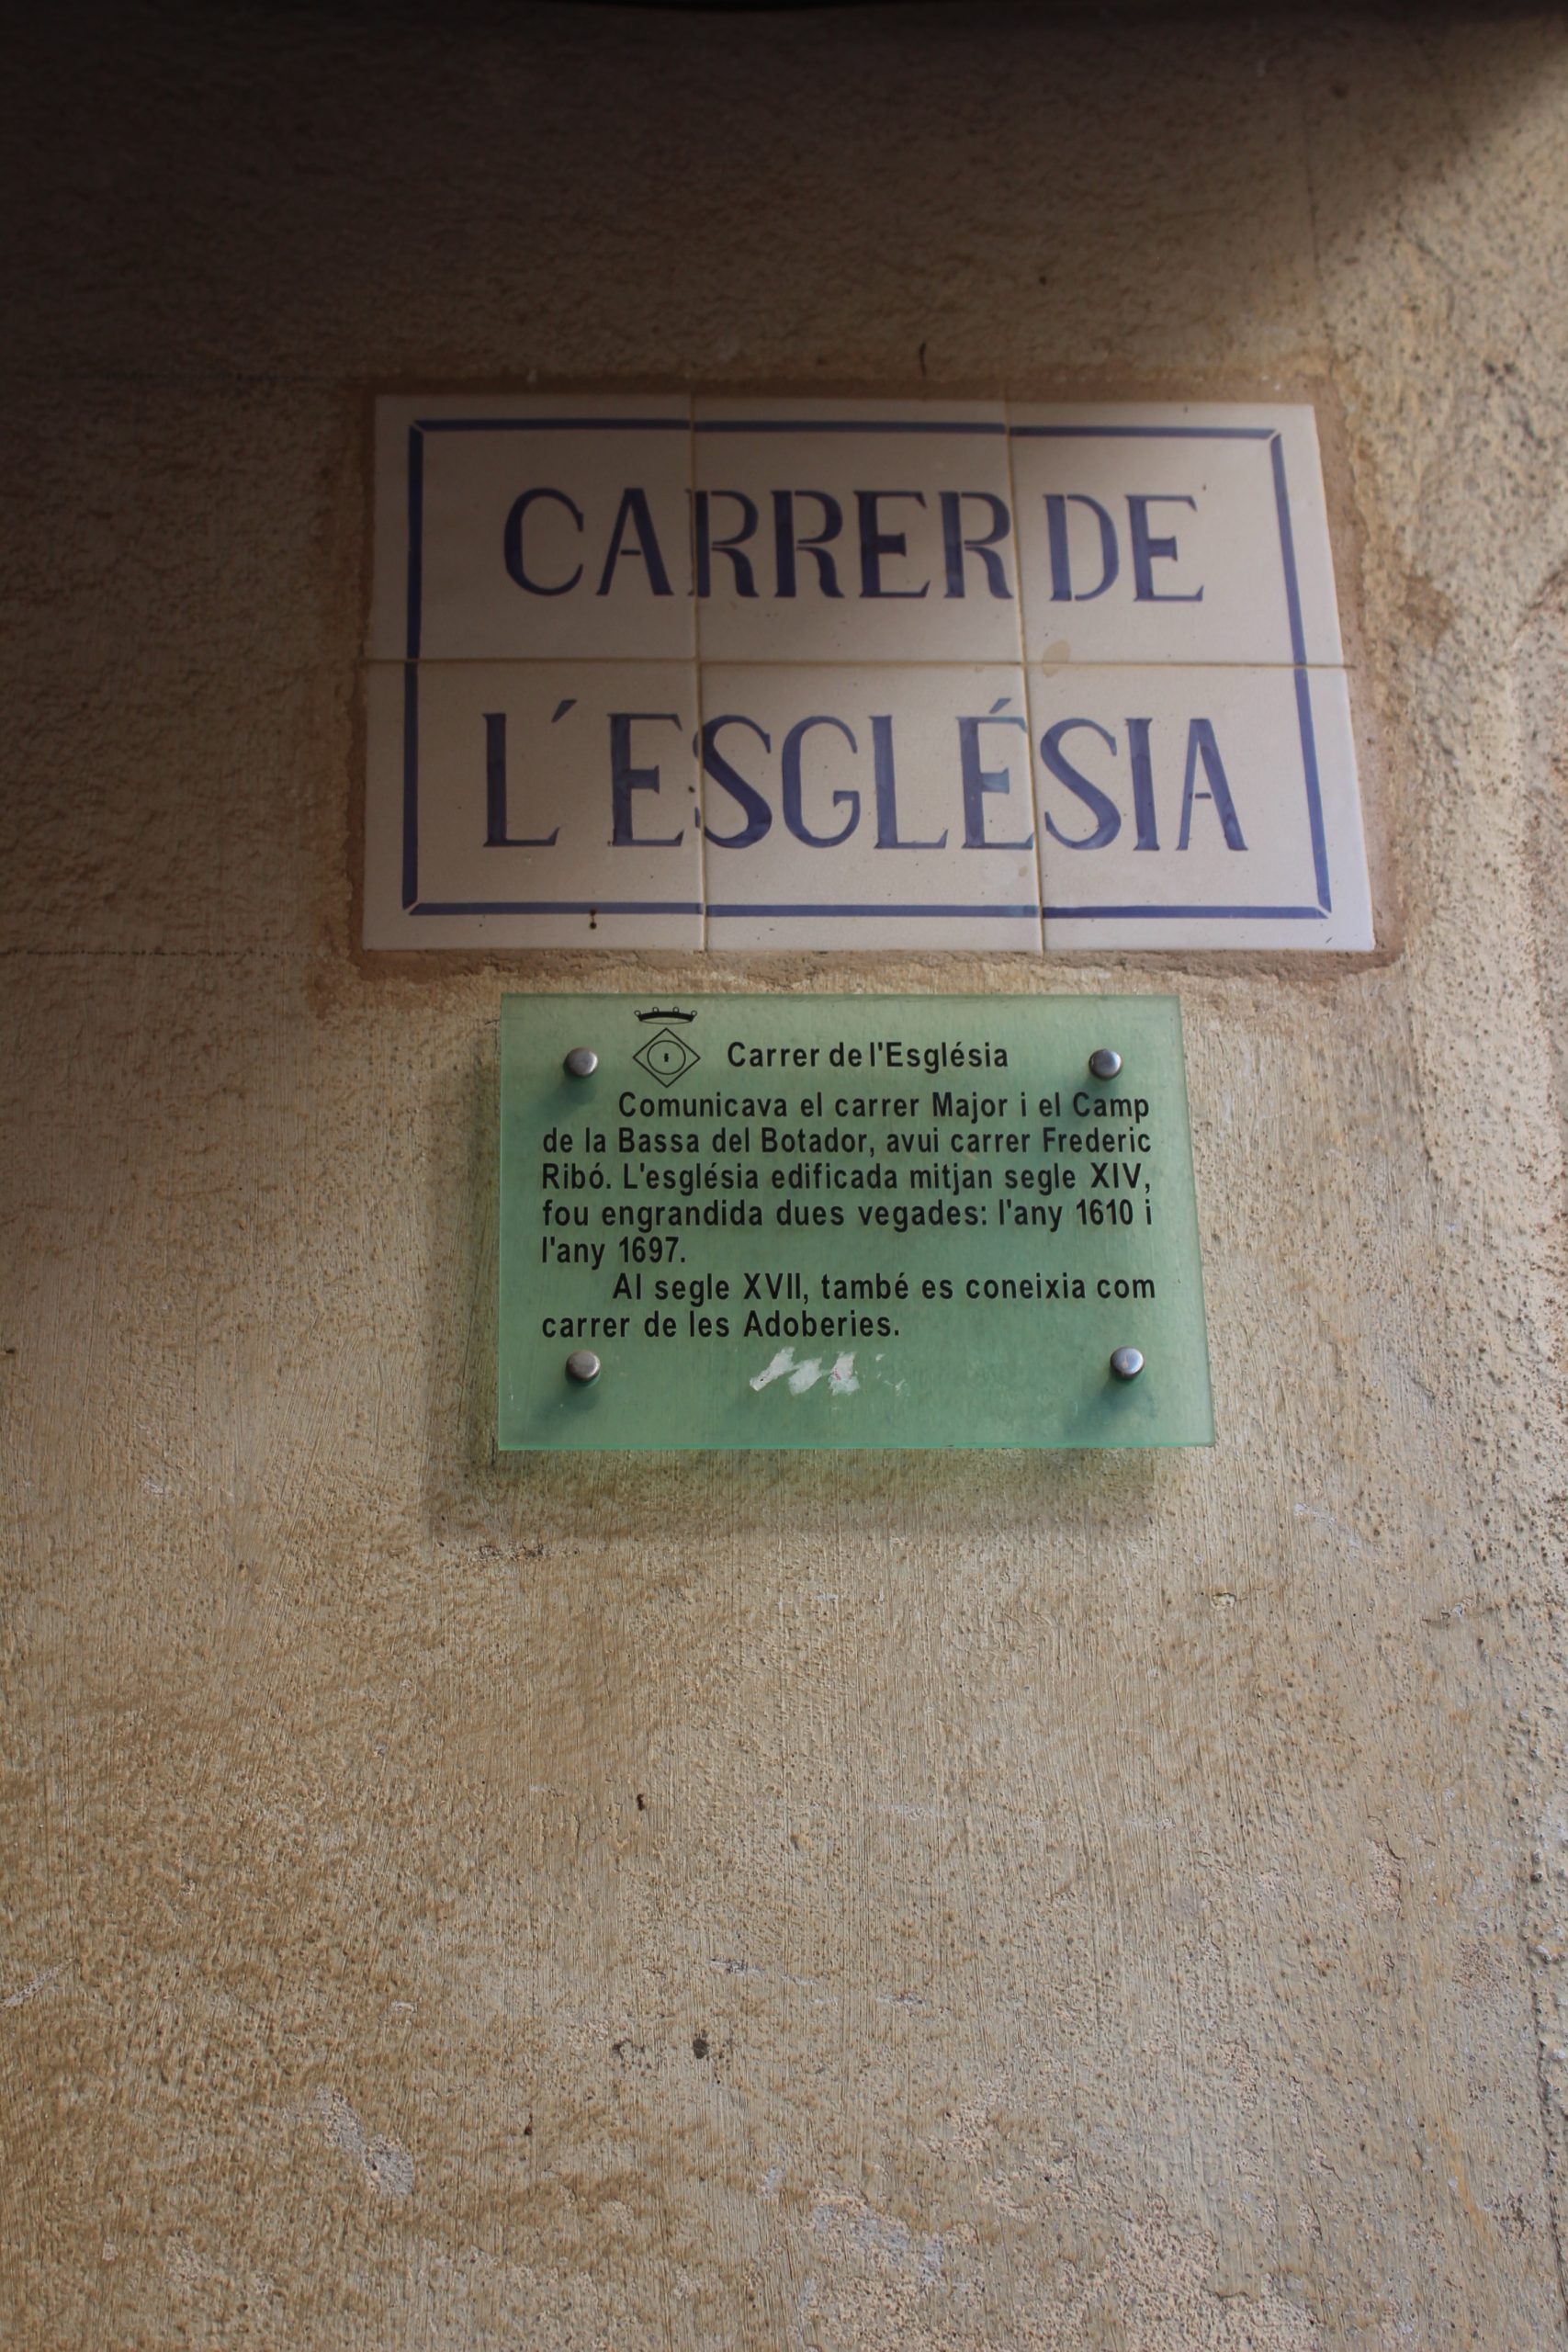 CARRER DE
L´ESGLÉSIA
Carrer de l'Església
Comunicava el carrer Major i el Camp
de la Bassa del Botador, avui carrer Frederic
Ribó. L'església edificada mitjan segle XIV,
fou engrandida dues vegades: l'any 1610 i
l'any 1697.
Al segle XVII, també es coneixia com
carrer de les Adoberies.